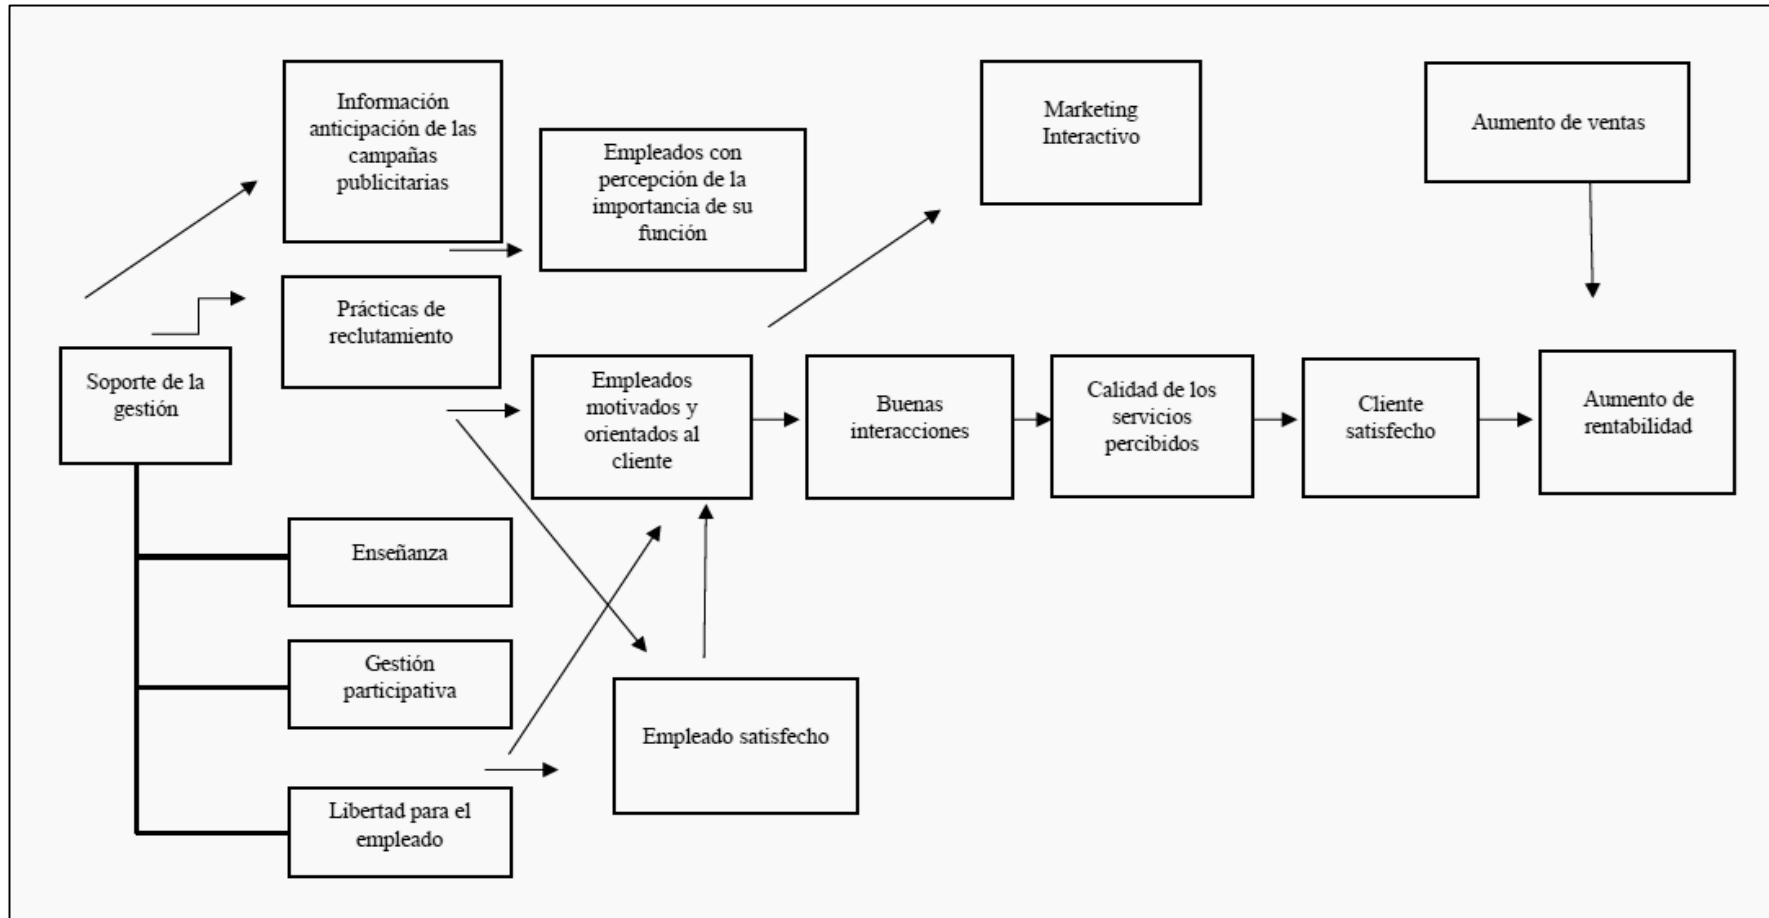 Información
anticipación de las
campañas
publicitarias
Empleados con
percepción de la
importancia de su
función
Marketing
Interactivo
Aumento de ventas
Prácticas de
reclutamiento
Soporte de la
gestión
Empleados
motivados y
orientados al
cliente
Buenas
interacciones
Calidad de los
servicios
percibidos
Cliente
satisfecho
Aumento de
rentabilidad
Enseñanza
Gestión
participativa
Empleado satisfecho
Libertad para el
empleado